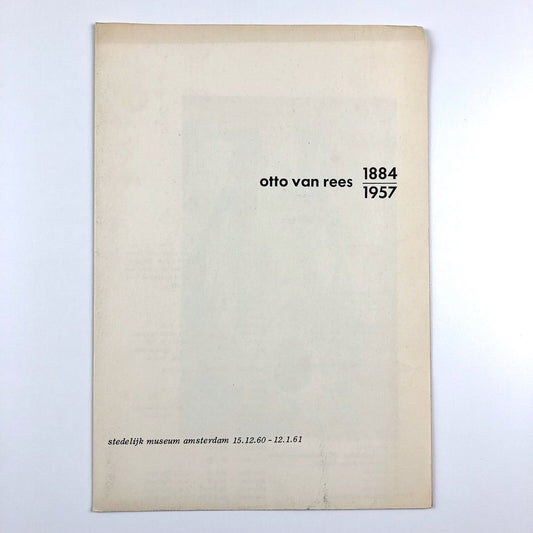 otto van rees 1884
1957
stedelijk museum amsterdam 15.12.60 - 12.1.61